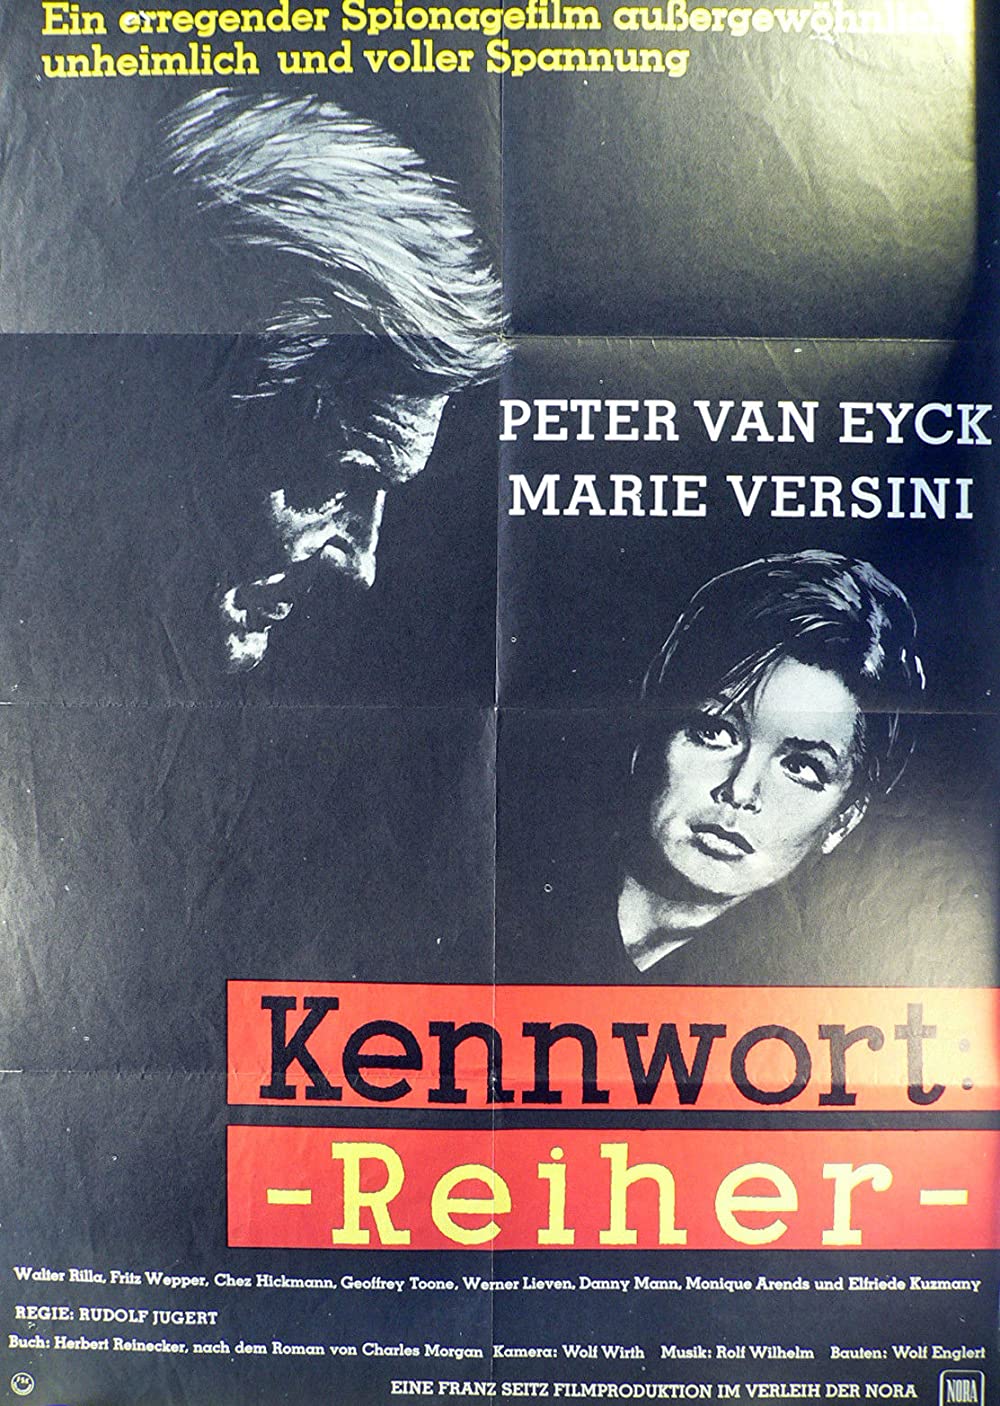 Ein erregender Spionagefilm außergewöhnlich
unheimlich und voller Spannung
PETER VAN EYCK
MARIE VERSINI
Kennwort:
-Reiher-
Walter Rilla, Fritz Wepper, Chez Hickmann, Geoffrey Toone, Werner Lieven, Danny Mann, Monique Arends und Elfriede Kuzmany
REGIE: RUDOLF JUGERT
Buch: Herbert Reinecker, nach dem Roman von Charles Morgan Kamera: Wolf Wirth Musik: Rolf Wilhelm Bauten: Wolf Englert
EINE FRANZ SEITZ FILMPRODUKTION IM VERLEIH DER NORA
NORA